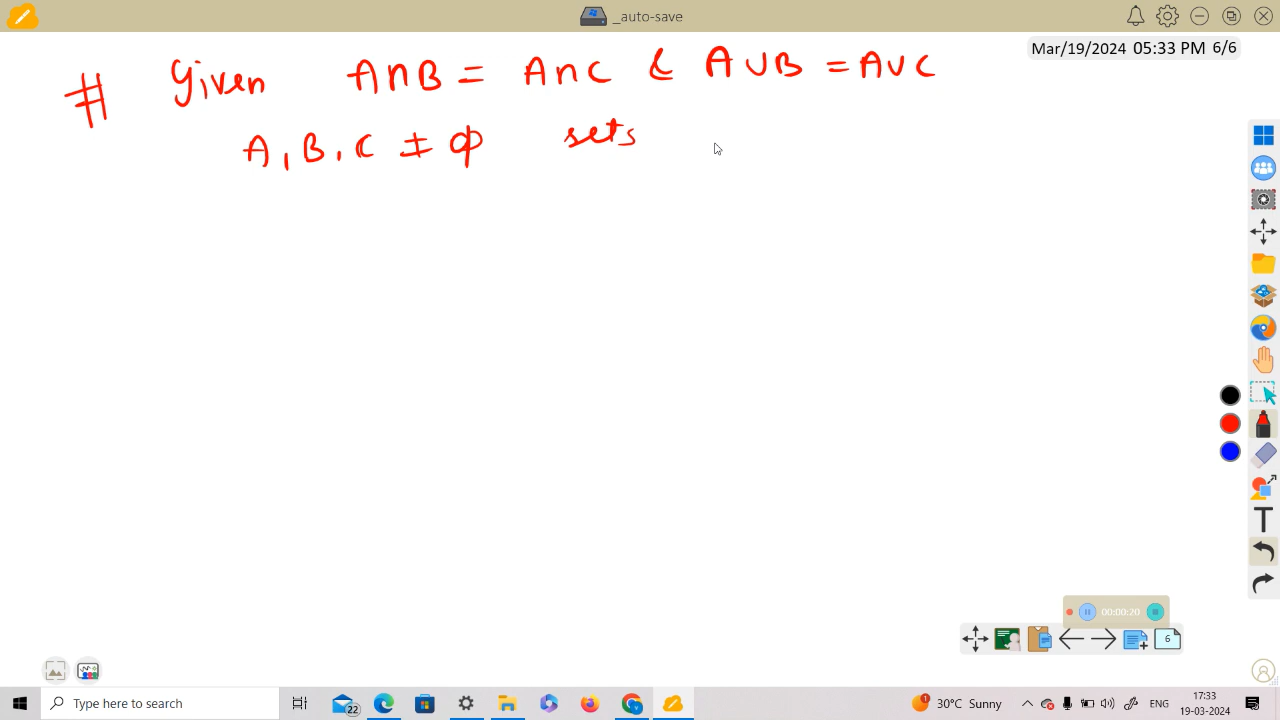 _auto-save
Mar/19/2024 05:33 PM 6/6
# Given A∩B = A∩C & A∪B = A∪C
A, B, C ≠ φ sets
00:00:20
6
22
Type here to search
1
30°C Sunny
ENG
17:33
19-03-2024